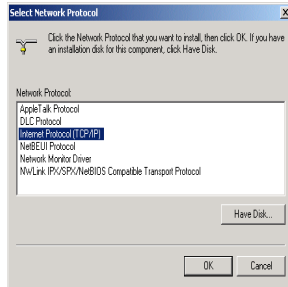 Select Network Protocol
Click the Network Protocol that you want to install, then click OK. If you have
an installation disk for this component, click Have Disk.
Network Protocol:
AppleTalk Protocol
DLC Protocol
Internet Protocol (TCP/IP)
NetBEUI Protocol
Network Monitor Driver
NWLink IPX/SPX/NetBIOS Compatible Transport Protocol
Have Disk...
OK
Cancel